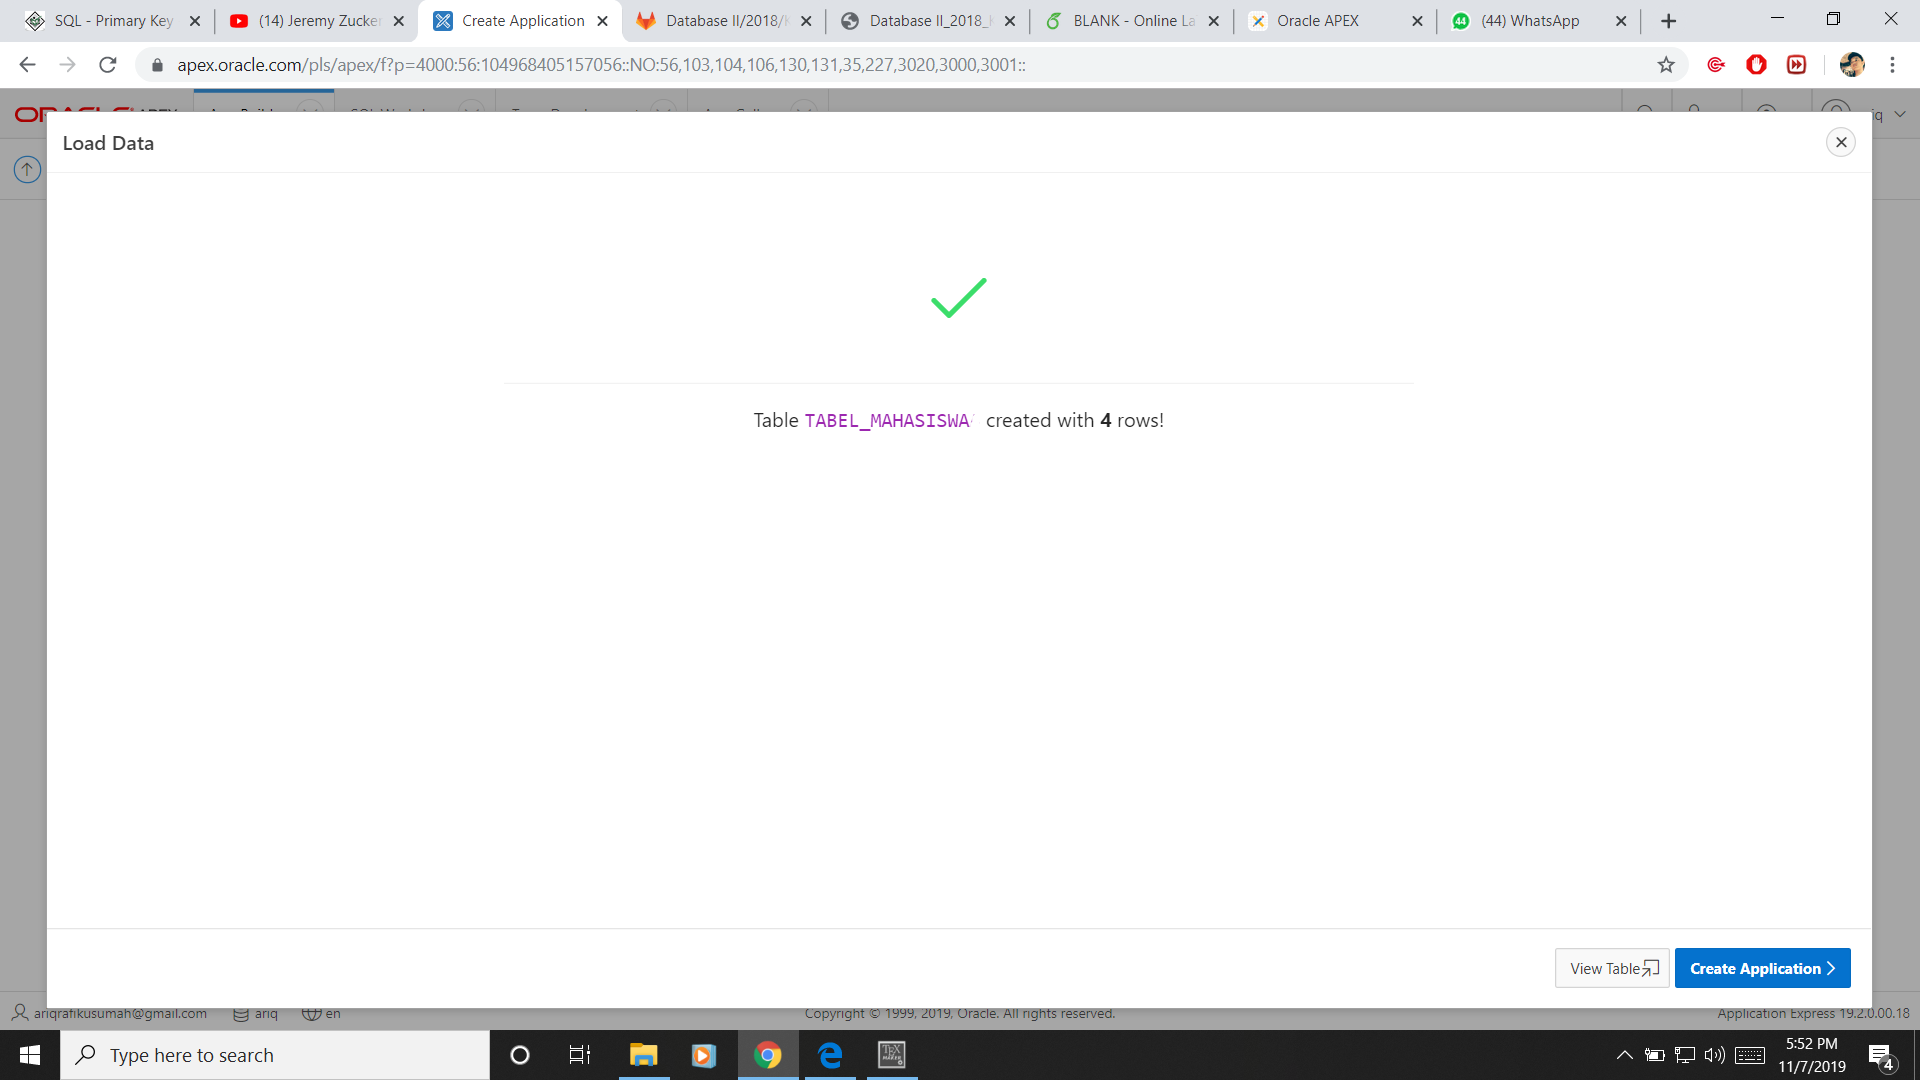 SQL - Primary Key
(14) Jeremy Zucker
Create Application
Database II/2018/
Database II_2018_
BLANK - Online La
Oracle APEX
(44) WhatsApp
apex.oracle.com/pls/apex/f?p=4000:56:104968405157056::NO:56,103,104,106,130,131,35,227,3020,3000,3001::
Load Data
Table TABEL_MAHASISWA created with 4 rows!
View Table
Create Application
ariqrafikusumah@gmail.com
ariq
en
Copyright © 1999, 2019, Oracle. All rights reserved.
Application Express 19.2.0.00.18
Type here to search
5:52 PM
11/7/2019
4